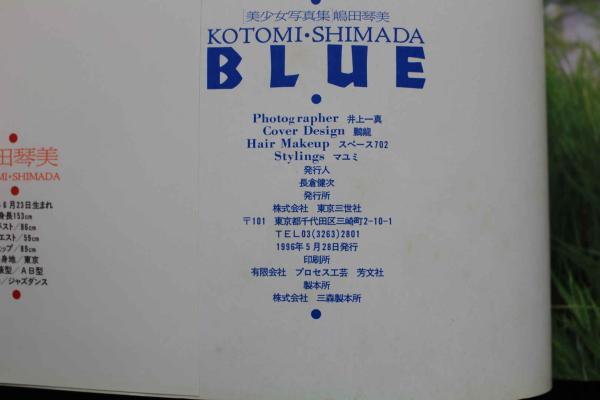 [美少女写真集] 嶋田琴美
KOTOMI・SHIMADA
BLUE
Photographer 井上一真
Cover Design 鸝龍
Hair Makeup スペース702
Stylings マユミ
発行人
長倉健次
発行所
株式会社 東京三世社
〒101 東京都千代田区三崎町2-10-1
TEL03(3263)2801
1996年5月28日発行
印刷所
有限会社 プロセス工芸 芳文社
製本所
株式会社 三森製本所
田琴美
MI・SHIMADA
6月23日生まれ
身長153cm
スト/86cm
エスト/59cm
ップ/85cm
身地/東京
液型/AB型
/ジャズダンス